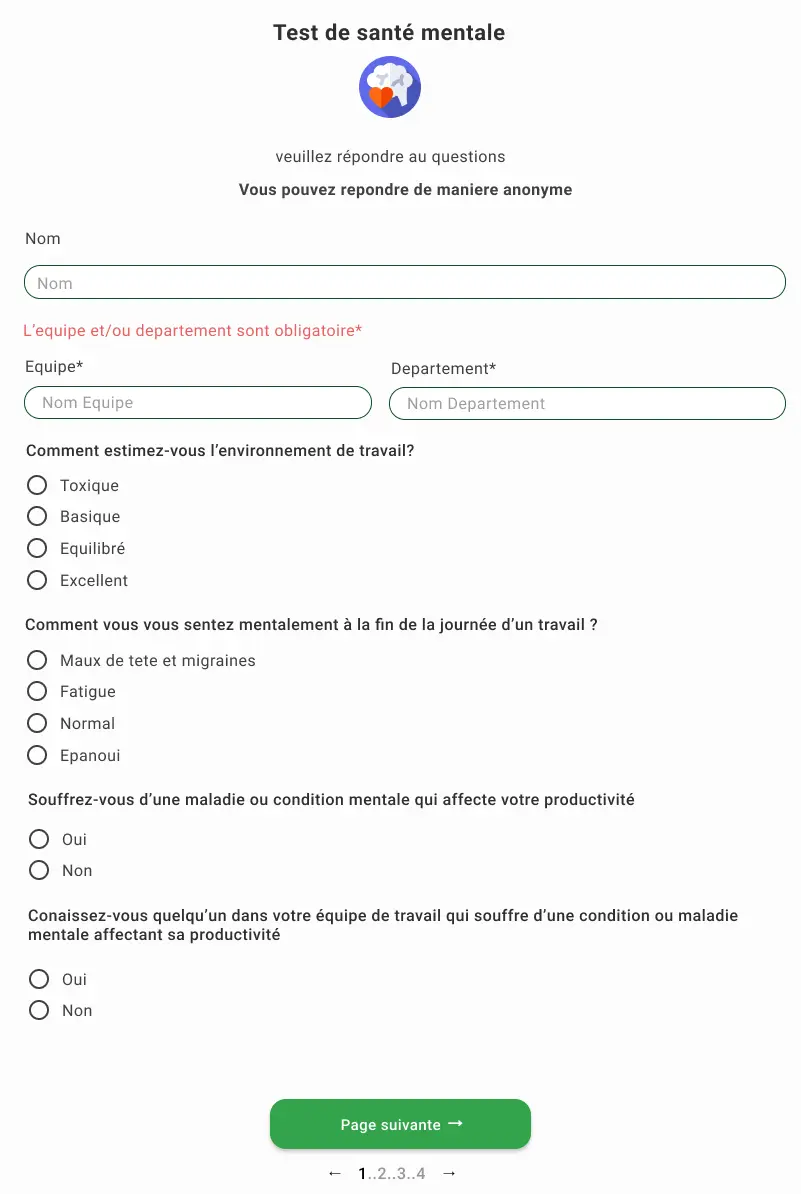 Test de santé mentale
veuillez répondre au questions
Vous pouvez repondre de maniere anonyme
Nom
Nom
L’equipe et/ou departement sont obligatoire*
Equipe*
Departement*
Nom Equipe
Nom Departement
Comment estimez-vous l’environnement de travail?
Toxique
Basique
Equilibré
Excellent
Comment vous vous sentez mentalement à la fin de la journée d’un travail ?
Maux de tete et migraines
Fatigue
Normal
Epanoui
Souffrez-vous d’une maladie ou condition mentale qui affecte votre productivité
Oui
Non
Conaissez-vous quelqu’un dans votre équipe de travail qui souffre d’une condition ou maladie
mentale affectant sa productivité
Oui
Non
Page suivante →
← 1..2..3..4 →